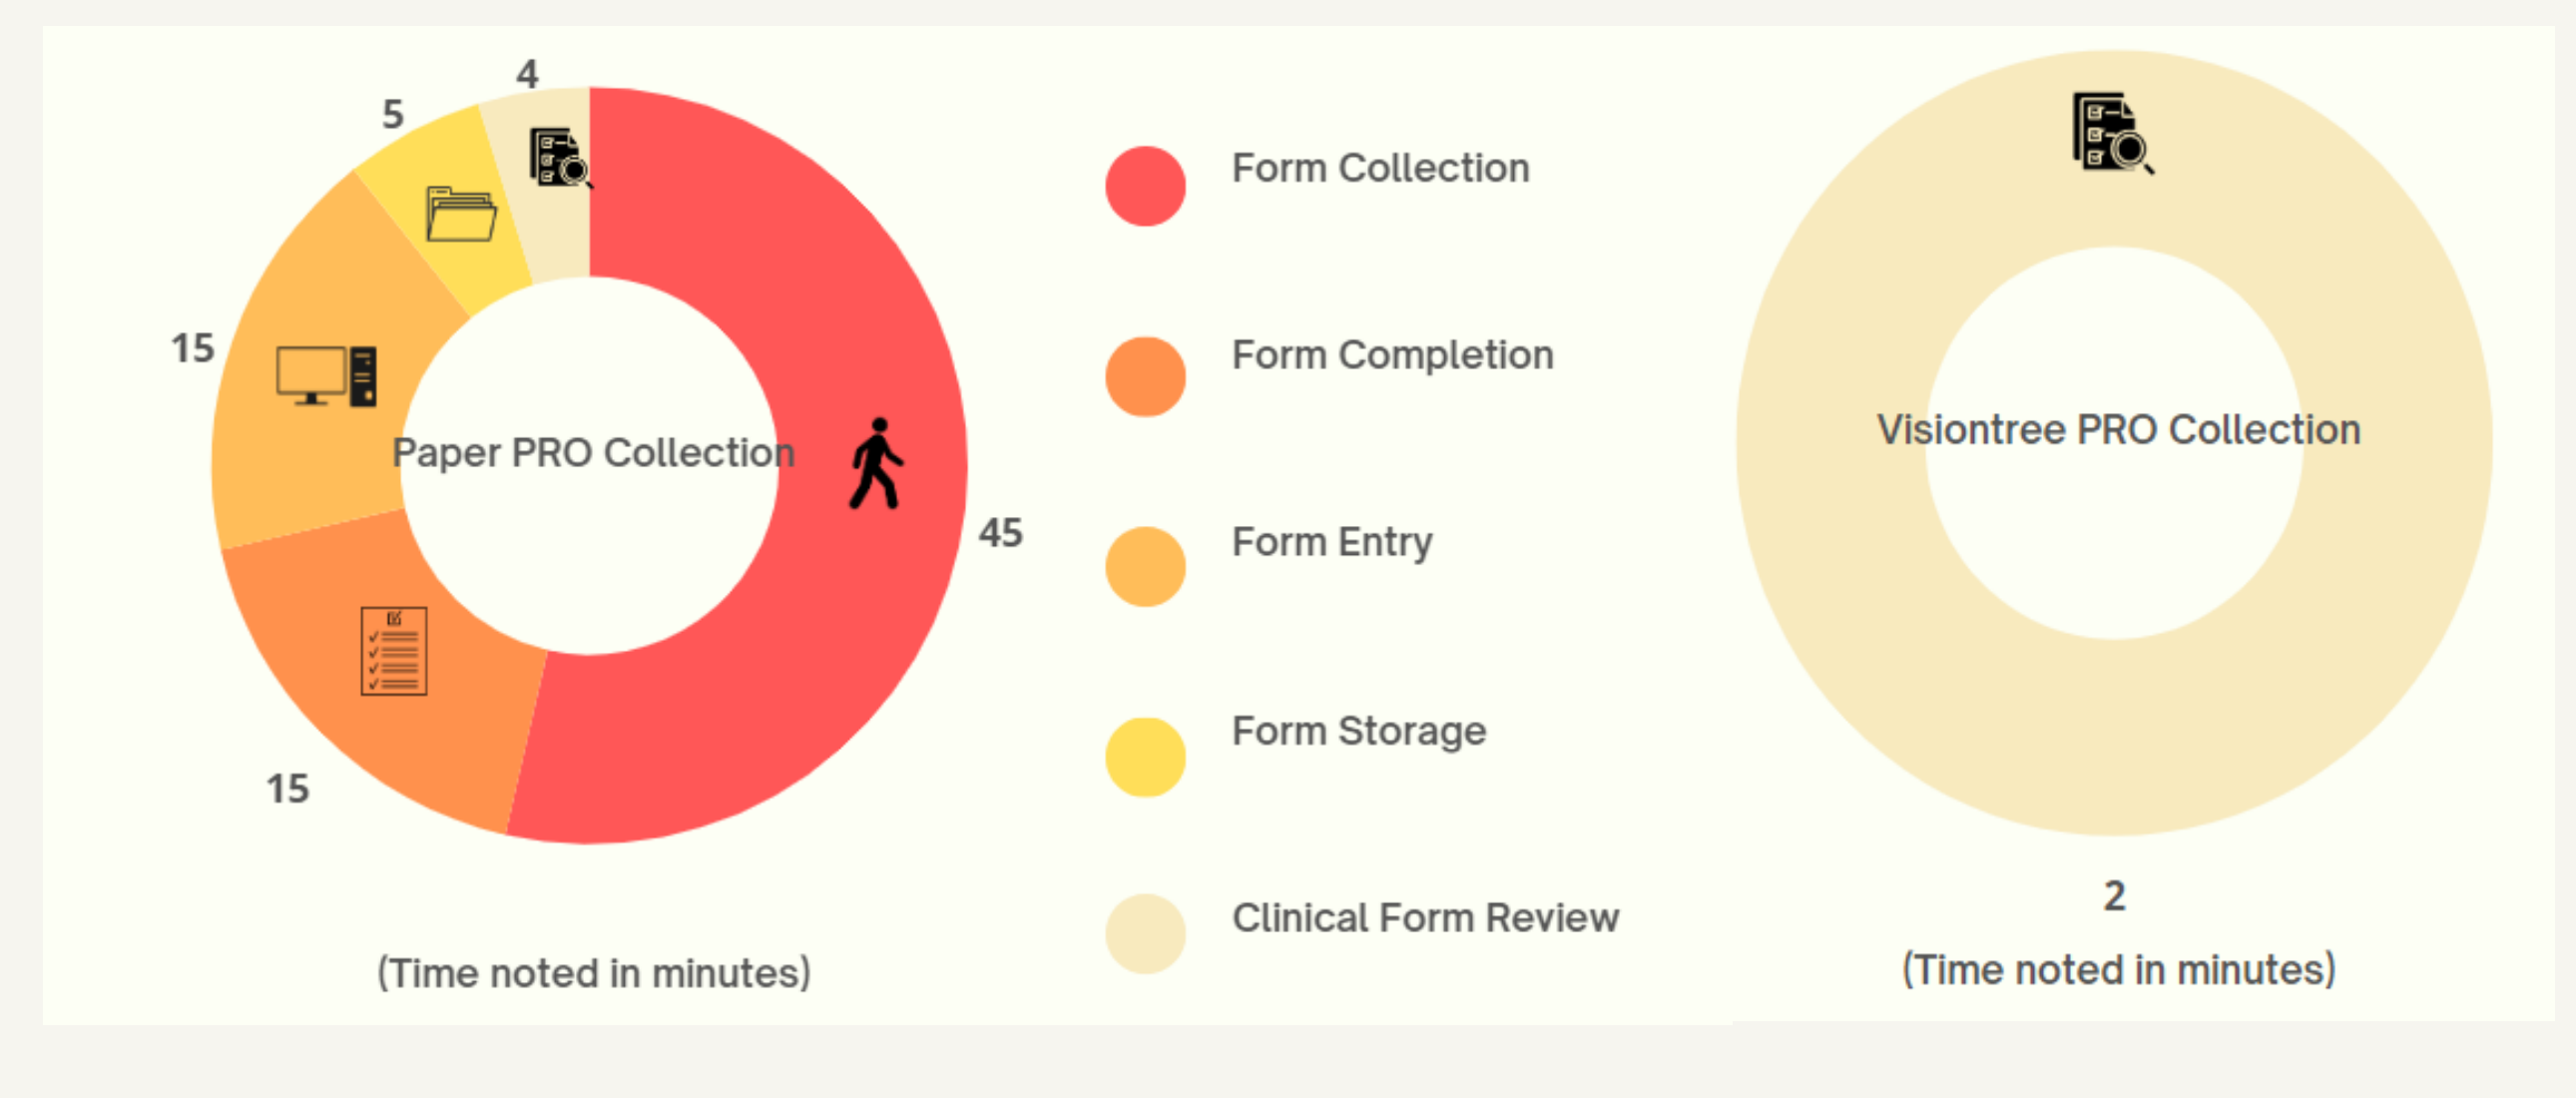 4
5
15
Paper PRO Collection
45
15
(Time noted in minutes)
Form Collection
Form Completion
Form Entry
Form Storage
Clinical Form Review
Visiontree PRO Collection
2
(Time noted in minutes)